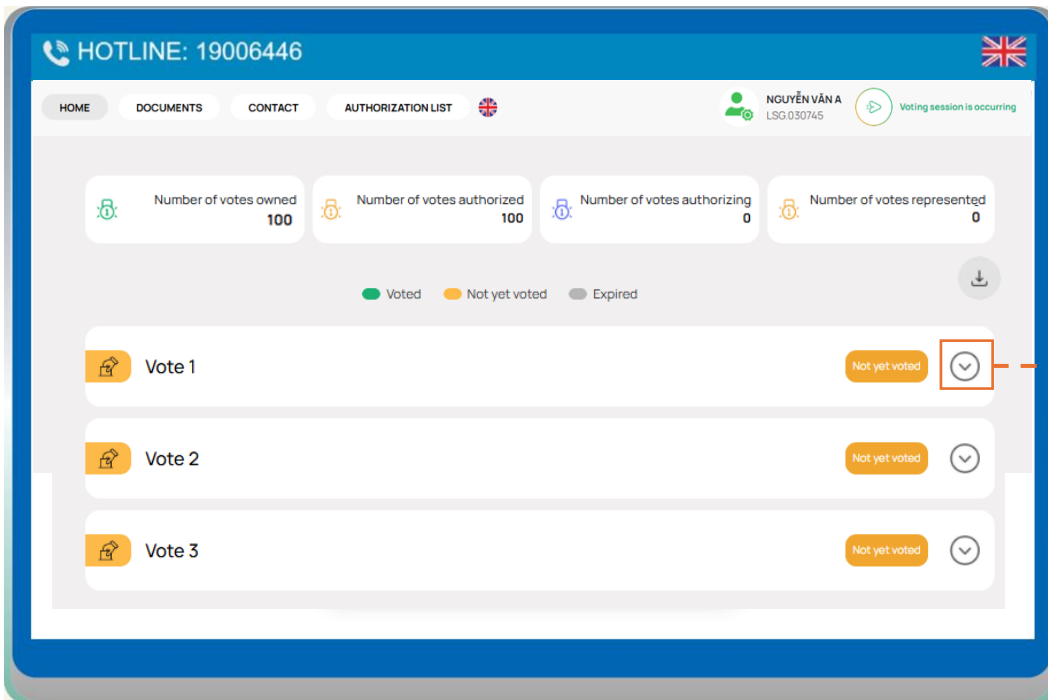 HOTLINE: 19006446
HOME DOCUMENTS CONTACT AUTHORIZATION LIST
NGUYỄN VĂN A
LSG.030745
Voting session is occurring
Number of votes owned
100
Number of votes authorized
100
Number of votes authorizing
0
Number of votes represented
0
Voted Not yet voted Expired
Vote 1 Not yet voted
Vote 2 Not yet voted
Vote 3 Not yet voted